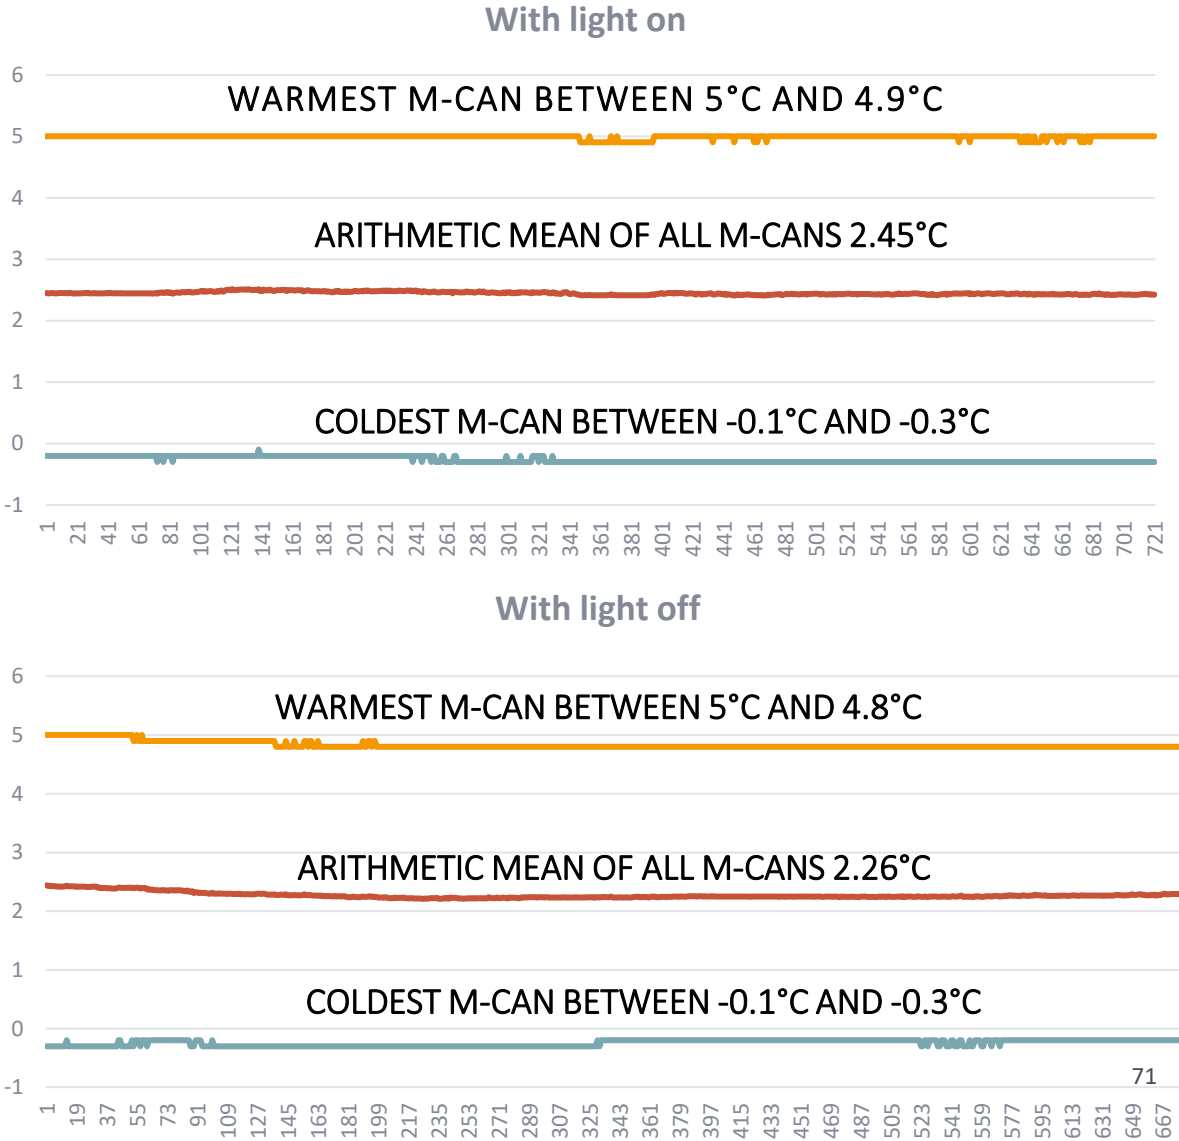 With light on
6
WARMEST M-CAN BETWEEN 5°C AND 4.9°C
5
4
ARITHMETIC MEAN OF ALL M-CANS 2.45°C
3
2
1
COLDEST M-CAN BETWEEN -0.1°C AND -0.3°C
0
-1
1 21 41 61 81 101 121 141 161 181 201 221 241 261 281 301 321 341 361 381 401 421 441 461 481 501 521 541 561 581 601 621 641 661 681 701 721
With light off
6
WARMEST M-CAN BETWEEN 5°C AND 4.8°C
5
4
3
ARITHMETIC MEAN OF ALL M-CANS 2.26°C
2
1
COLDEST M-CAN BETWEEN -0.1°C AND -0.3°C
0
71
-1
1 19 37 55 73 91 109 127 145 163 181 199 217 235 253 271 289 307 325 343 361 379 397 415 433 451 469 487 505 523 541 559 577 595 613 631 649 667